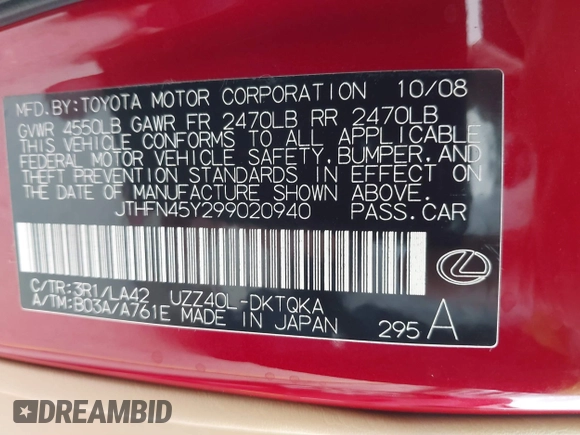 MFD.BY:TOYOTA MOTOR CORPORATION 10/08
GVWR 4550LB GAWR FR 2470LB RR 2470LB
THIS VEHICLE CONFORMS TO ALL APPLICABLE
FEDERAL MOTOR VEHICLE SAFETY,BUMPER,AND
THEFT PREVENTION STANDARDS IN EFFECT ON
THE DATE OF MANUFACTURE SHOWN ABOVE.
JTHFN45Y299020940 PASS.CAR
C/TR:3R1/LA42 UZZ40L-DKTQKA
A/TM:B03A/A761E MADE IN JAPAN 295 A
DREAMBID